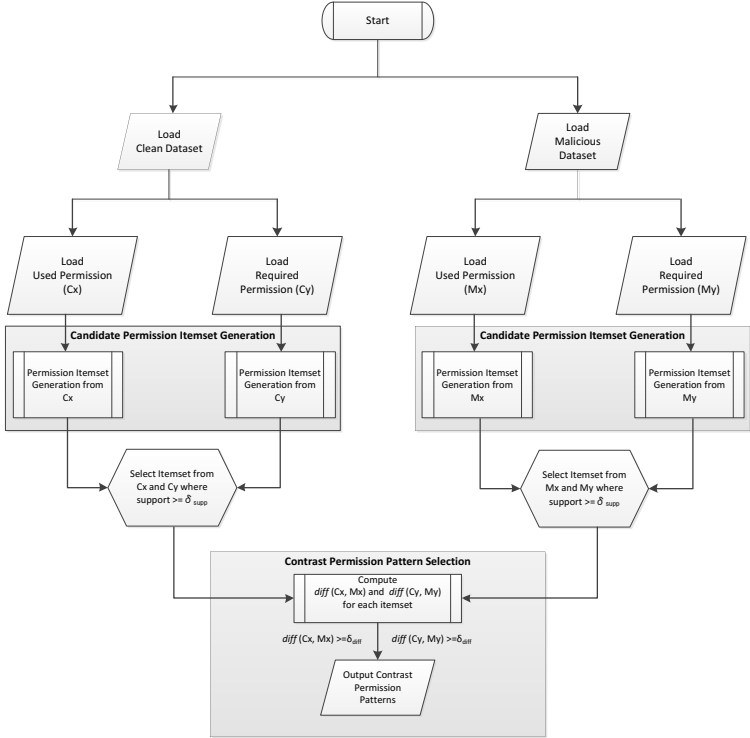 Start
Load
Clean Dataset
Load
Malicious
Dataset
Load
Used Permission
(Cx)
Load
Required
Permission (Cy)
Load
Used Permission
(Mx)
Load
Required
Permission (My)
Candidate Permission Itemset Generation
Permission Itemset
Generation from
Cx
Permission Itemset
Generation from
Cy
Candidate Permission Itemset Generation
Permission Itemset
Generation from
Mx
Permission Itemset
Generation from
My
Select Itemset from
Cx and Cy where
support >= δ supp
Select Itemset from
Mx and My where
support >= δ supp
Contrast Permission Pattern Selection
Compute
diff (Cx, Mx) and diff (Cy, My)
for each itemset
diff (Cx, Mx) >=δdiff
diff (Cy, My) >=δdiff
Output Contrast
Permission
Patterns